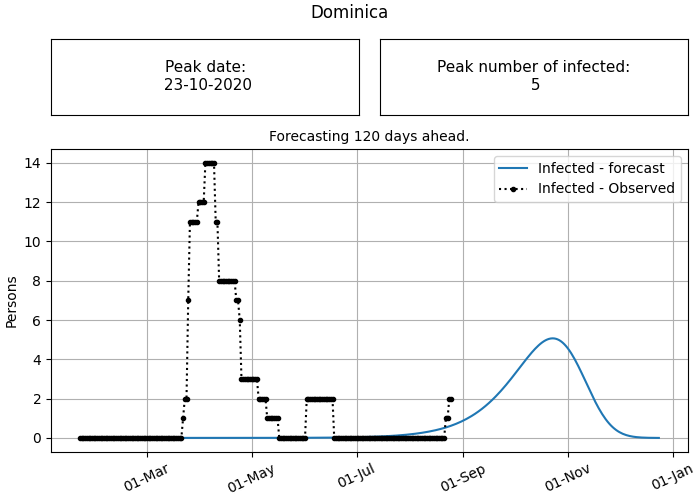 Dominica
Peak date:
23-10-2020
Peak number of infected:
5
Forecasting 120 days ahead.
Infected - forecast
Infected - Observed
Persons
14
12
10
8
6
4
2
0
01-Mar
01-May
01-Jul
01-Sep
01-Nov
01-Jan